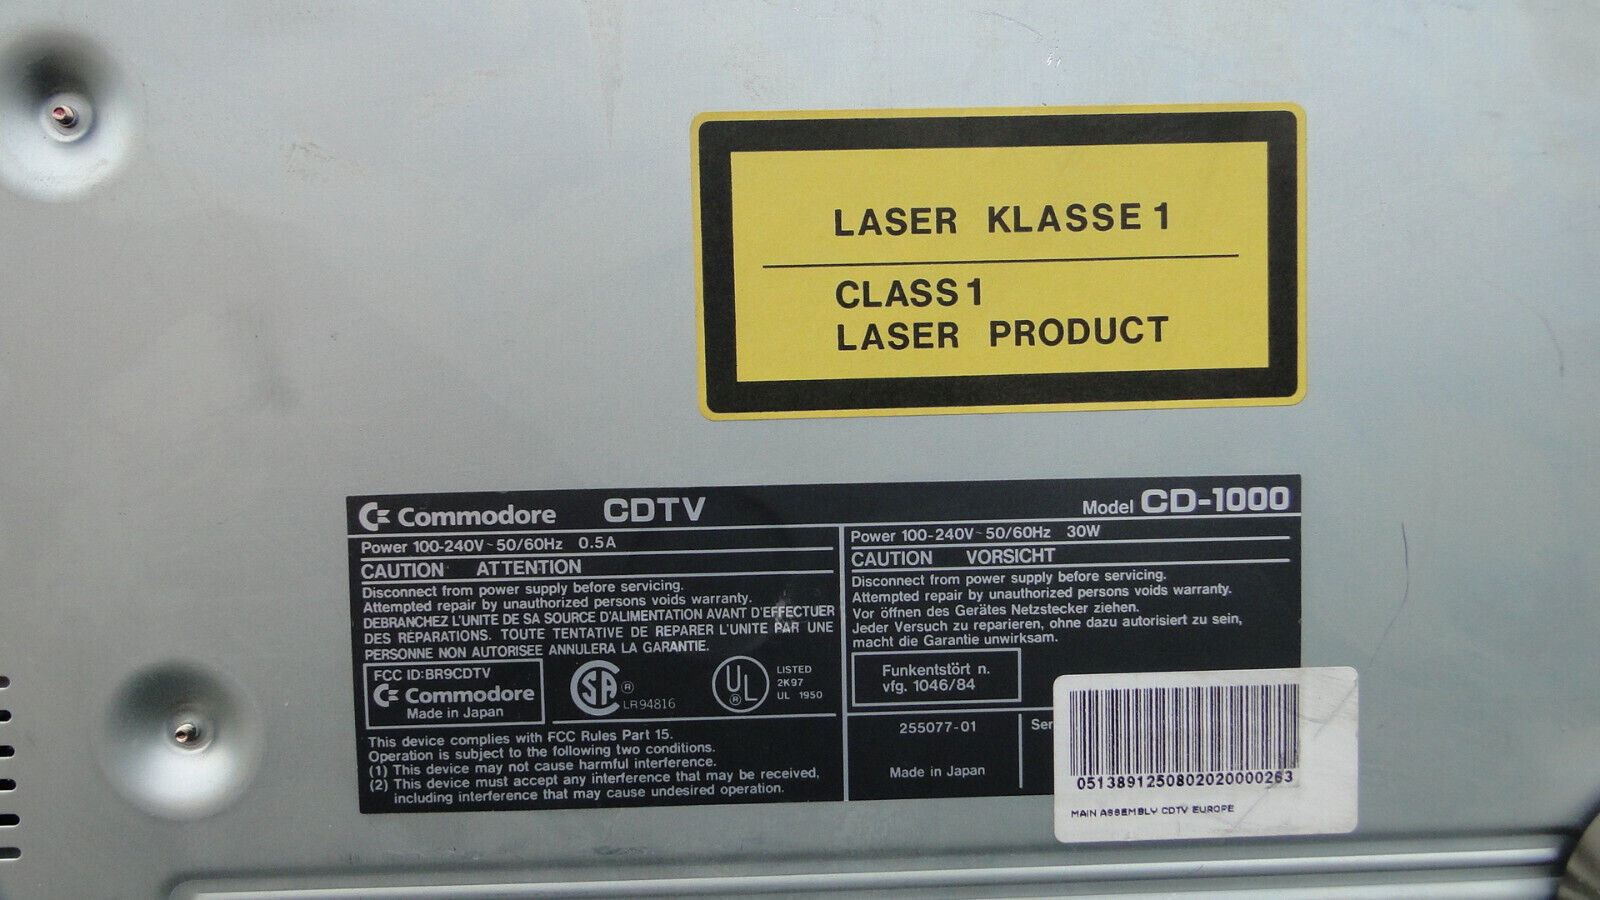 LASER KLASSE 1
CLASS 1
LASER PRODUCT
Commodore CDTV Model CD-1000
Power 100-240V~50/60Hz 0.5A
CAUTION ATTENTION
Disconnect from power supply before servicing.
Attempted repair by unauthorized persons voids warranty.
DEBRANCHEZ L'UNITE DE SA SOURCE D'ALIMENTATION AVANT D'EFFECTUER
DES RÉPARATIONS. TOUTE TENTATIVE DE REPARER L'UNITE PAR UNE
PERSONNE NON AUTORISEE ANNULERA LA GARANTIE.
FCC ID:BR9CDTV
Commodore
Made in Japan
SA ®
LR 94816
UL ®
LISTED
2K97
UL 1950
This device complies with FCC Rules Part 15.
Operation is subject to the following two conditions.
(1) This device may not cause harmful interference.
(2) This device must accept any interference that may be received,
including interference that may cause undesired operation.
Power 100-240V~50/60Hz 30W
CAUTION VORSICHT
Disconnect from power supply before servicing.
Attempted repair by unauthorized persons voids warranty.
Vor öffnen des Gerätes Netzstecker ziehen.
Jeder Versuch zu reparieren, ohne dazu autorisiert zu sein,
macht die Garantie unwirksam.
Funkentstört n.
vfg. 1046/84
255077-01
Ser
Made in Japan
0513891250802020000263
MAIN ASSEMBLY CDTV EUROPE